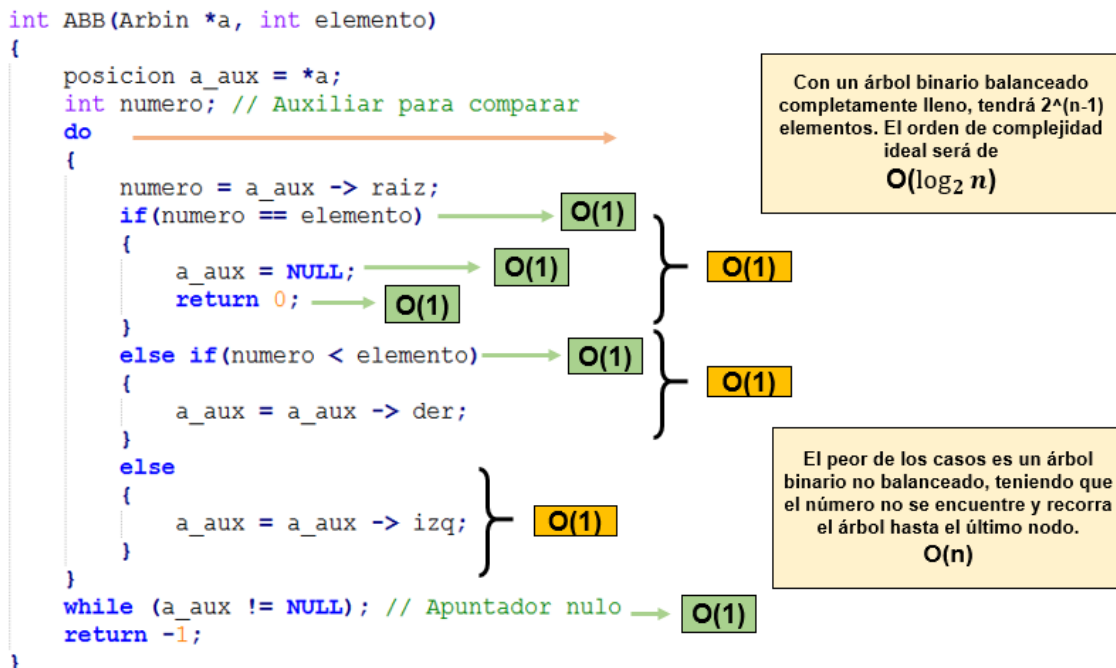 int ABB(Arbin *a, int elemento)
{
posicion a_aux = *a;
int numero; // Auxiliar para comparar
do
{
numero = a_aux -> raiz;
if(numero == elemento) O(1)
{
a_aux = NULL; O(1)
return 0; O(1)
}
O(1)
else if(numero < elemento) O(1)
{
a_aux = a_aux -> der;
}
O(1)
else
{
a_aux = a_aux -> izq;
}
O(1)
}
while (a_aux != NULL); // Apuntador nulo O(1)
return -1;
}
Con un árbol binario balanceado
completamente lleno, tendrá 2^(n-1)
elementos. El orden de complejidad
ideal será de
O(log₂ n)
El peor de los casos es un árbol
binario no balanceado, teniendo que
el número no se encuentre y recorra
el árbol hasta el último nodo.
O(n)